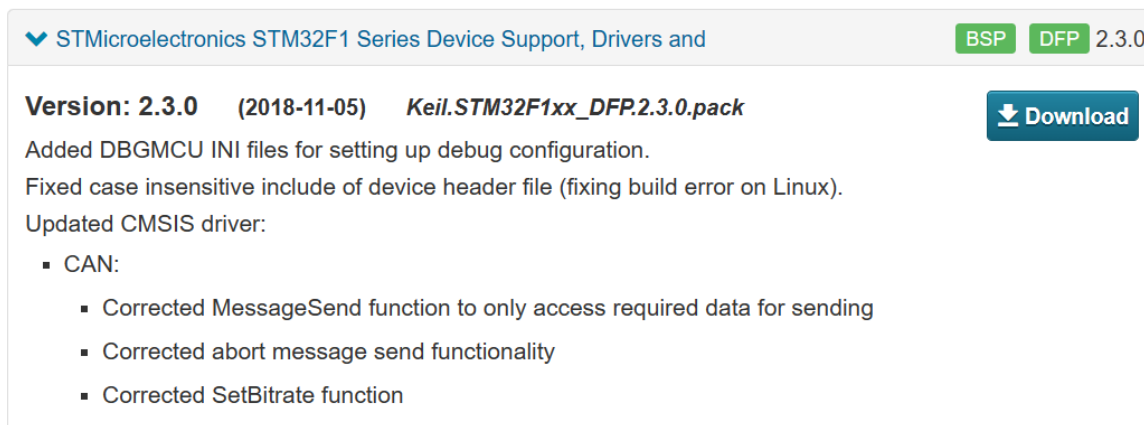 STMicroelectronics STM32F1 Series Device Support, Drivers and BSP DFP 2.3.0
Version: 2.3.0 (2018-11-05) Keil.STM32F1xx_DFP.2.3.0.pack Download
Added DBGMCU INI files for setting up debug configuration.
Fixed case insensitive include of device header file (fixing build error on Linux).
Updated CMSIS driver:
CAN:
Corrected MessageSend function to only access required data for sending
Corrected abort message send functionality
Corrected SetBitrate function